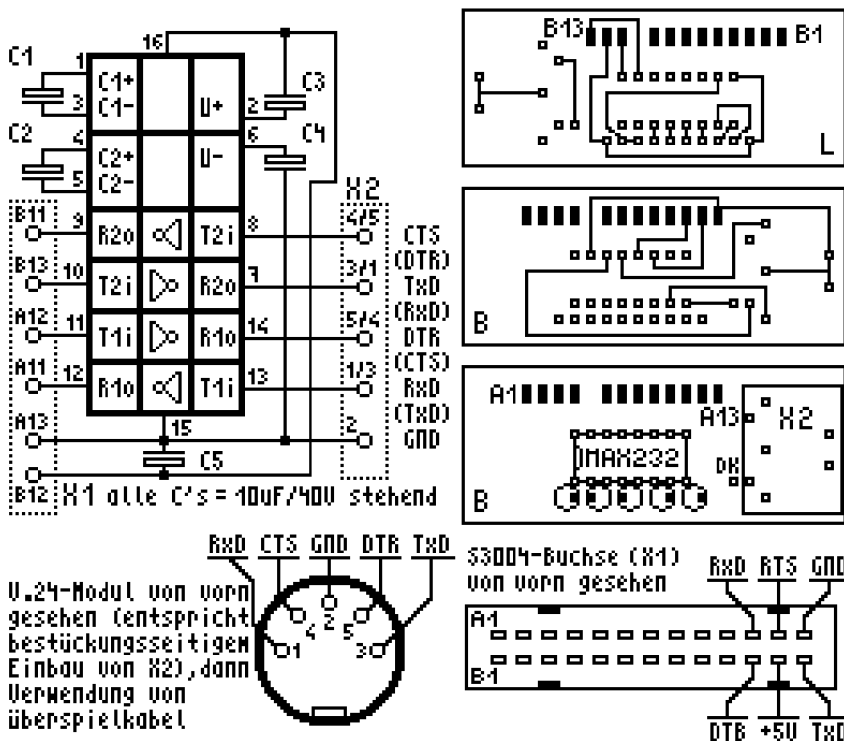 16
C1
1
C1+
3
C1-
U+
2
C3
C2
4
C2+
5
C2-
U-
6
C4
X2
B11
9
R2o
T2i
8
4/5
CTS
(DTR)
B13
10
T2i
R2o
7
3/1
TxD
(RxD)
A12
11
T1i
R1o
14
5/4
DTR
(CTS)
A11
12
R1o
T1i
13
1/3
RxD
(TxD)
A13
15
2
GND
C5
B12
X1 alle C's = 10uF/40V stehend
B13
B1
L
B
A1
A13
X2
MAX232
DK
B
RxD CTS GND DTR TxD
4
2
5
1
3
V.24-Modul von vorn
gesehen (entspricht
bestückungsseitigem
Einbau von X2),dann
Verwendung von
überspielkabel
S3004-Buchse (X1)
von vorn gesehen
RxD RTS GND
A1
B1
DTB +5V TxD